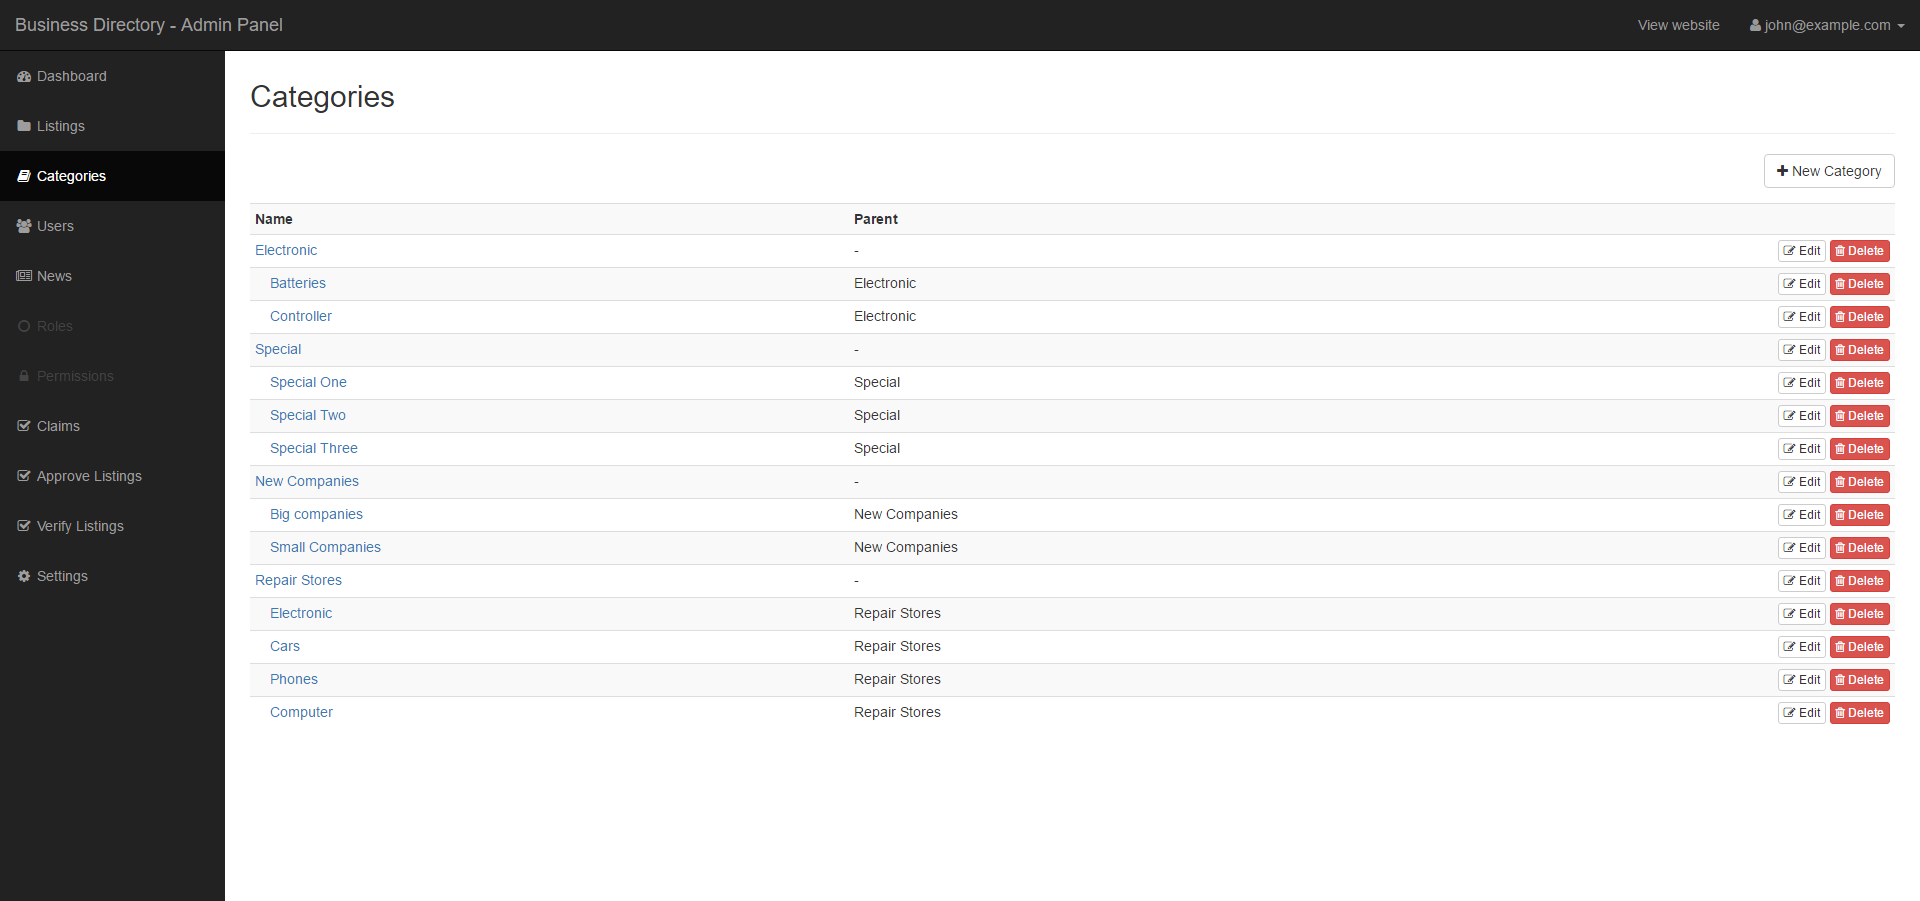 Business Directory - Admin Panel View website john@example.com
Dashboard
Listings
Categories
Users
News
Roles
Permissions
Claims
Approve Listings
Verify Listings
Settings
Categories
New Category
Name Parent
Electronic - Edit Delete
Batteries Electronic Edit Delete
Controller Electronic Edit Delete
Special - Edit Delete
Special One Special Edit Delete
Special Two Special Edit Delete
Special Three Special Edit Delete
New Companies - Edit Delete
Big companies New Companies Edit Delete
Small Companies New Companies Edit Delete
Repair Stores - Edit Delete
Electronic Repair Stores Edit Delete
Cars Repair Stores Edit Delete
Phones Repair Stores Edit Delete
Computer Repair Stores Edit Delete